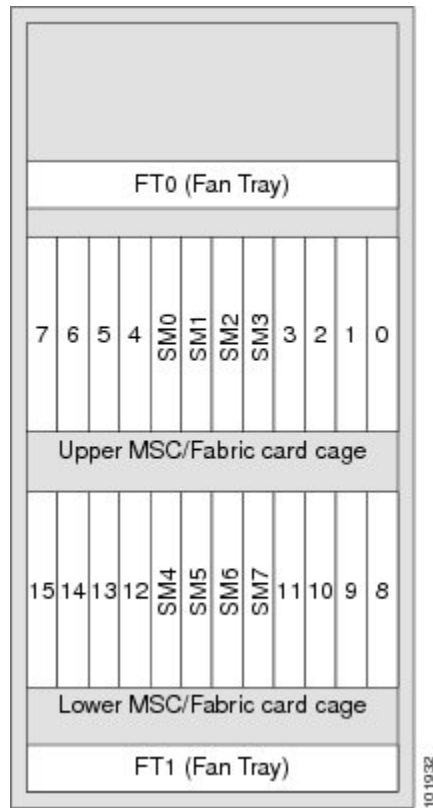 FT0 (Fan Tray)
7 6 5 4 SM0 SM1 SM2 SM3 3 2 1 0
Upper MSC/Fabric card cage
15 14 13 12 SM4 SM5 SM6 SM7 11 10 9 8
Lower MSC/Fabric card cage
FT1 (Fan Tray)
101932